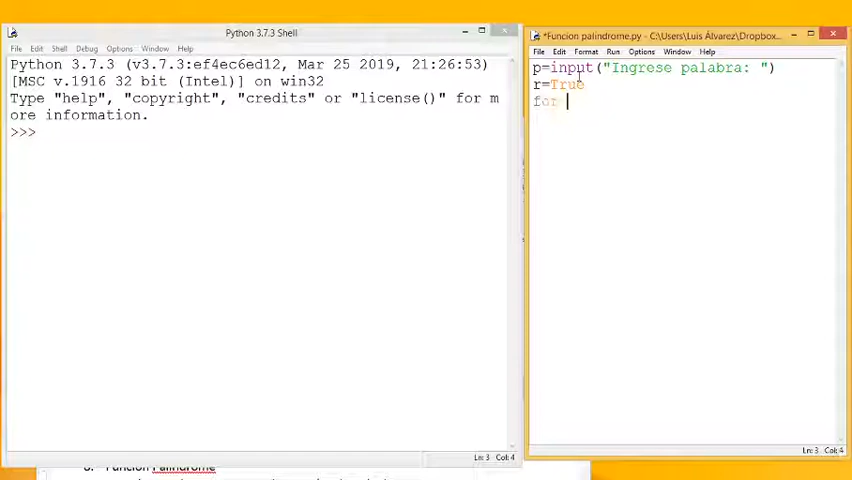 Python 3.7.3 Shell
File Edit Shell Debug Options Window Help
Python 3.7.3 (v3.7.3:ef4ec6ed12, Mar 25 2019, 21:26:53)
[MSC v.1916 32 bit (Intel)] on win32
Type "help", "copyright", "credits" or "license()" for m
ore information.
>>>
Ln: 3 Col: 4
*Funcion palindrome.py - C:\Users\Luis Álvarez\Dropbox...
File Edit Format Run Options Window Help
p=input("Ingrese palabra: ")
r=True
for
Ln: 3 Col: 4
Función Palíndrome